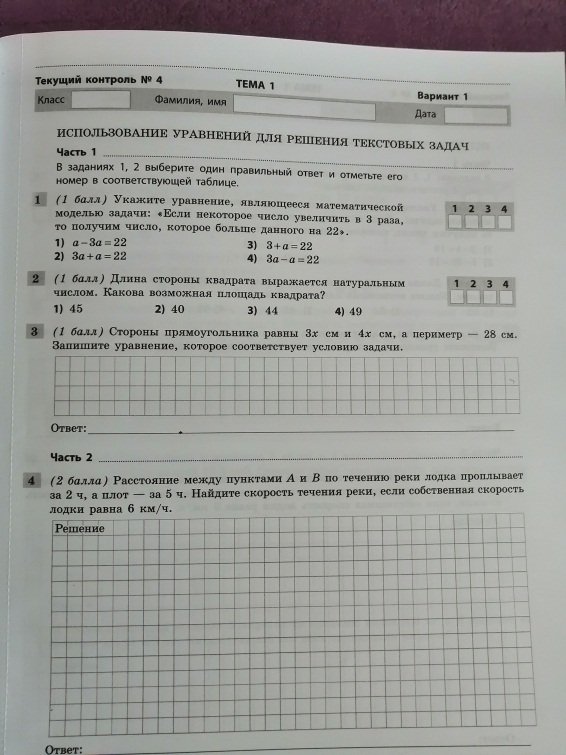 Текущий контроль № 4
ТЕМА 1
Вариант 1
Класс
Фамилия, имя
Дата
ИСПОЛЬЗОВАНИЕ УРАВНЕНИЙ ДЛЯ РЕШЕНИЯ ТЕКСТОВЫХ ЗАДАЧ
Часть 1
В заданиях 1, 2 выберите один правильный ответ и отметьте его
номер в соответствующей таблице.
1 (1 балл) Укажите уравнение, являющееся математической
моделью задачи: «Если некоторое число увеличить в 3 раза,
то получим число, которое больше данного на 22».
1 2 3 4
1) a − 3a = 22 3) 3 + a = 22
2) 3a + a = 22 4) 3a − a = 22
2 (1 балл) Длина стороны квадрата выражается натуральным
числом. Какова возможная площадь квадрата?
1 2 3 4
1) 45 2) 40 3) 44 4) 49
3 (1 балл) Стороны прямоугольника равны 3x см и 4x см, а периметр — 28 см.
Запишите уравнение, которое соответствует условию задачи.
Ответ:
Часть 2
4 (2 балла) Расстояние между пунктами A и B по течению реки лодка проплывает
за 2 ч, а плот — за 5 ч. Найдите скорость течения реки, если собственная скорость
лодки равна 6 км/ч.
Решение
Ответ: